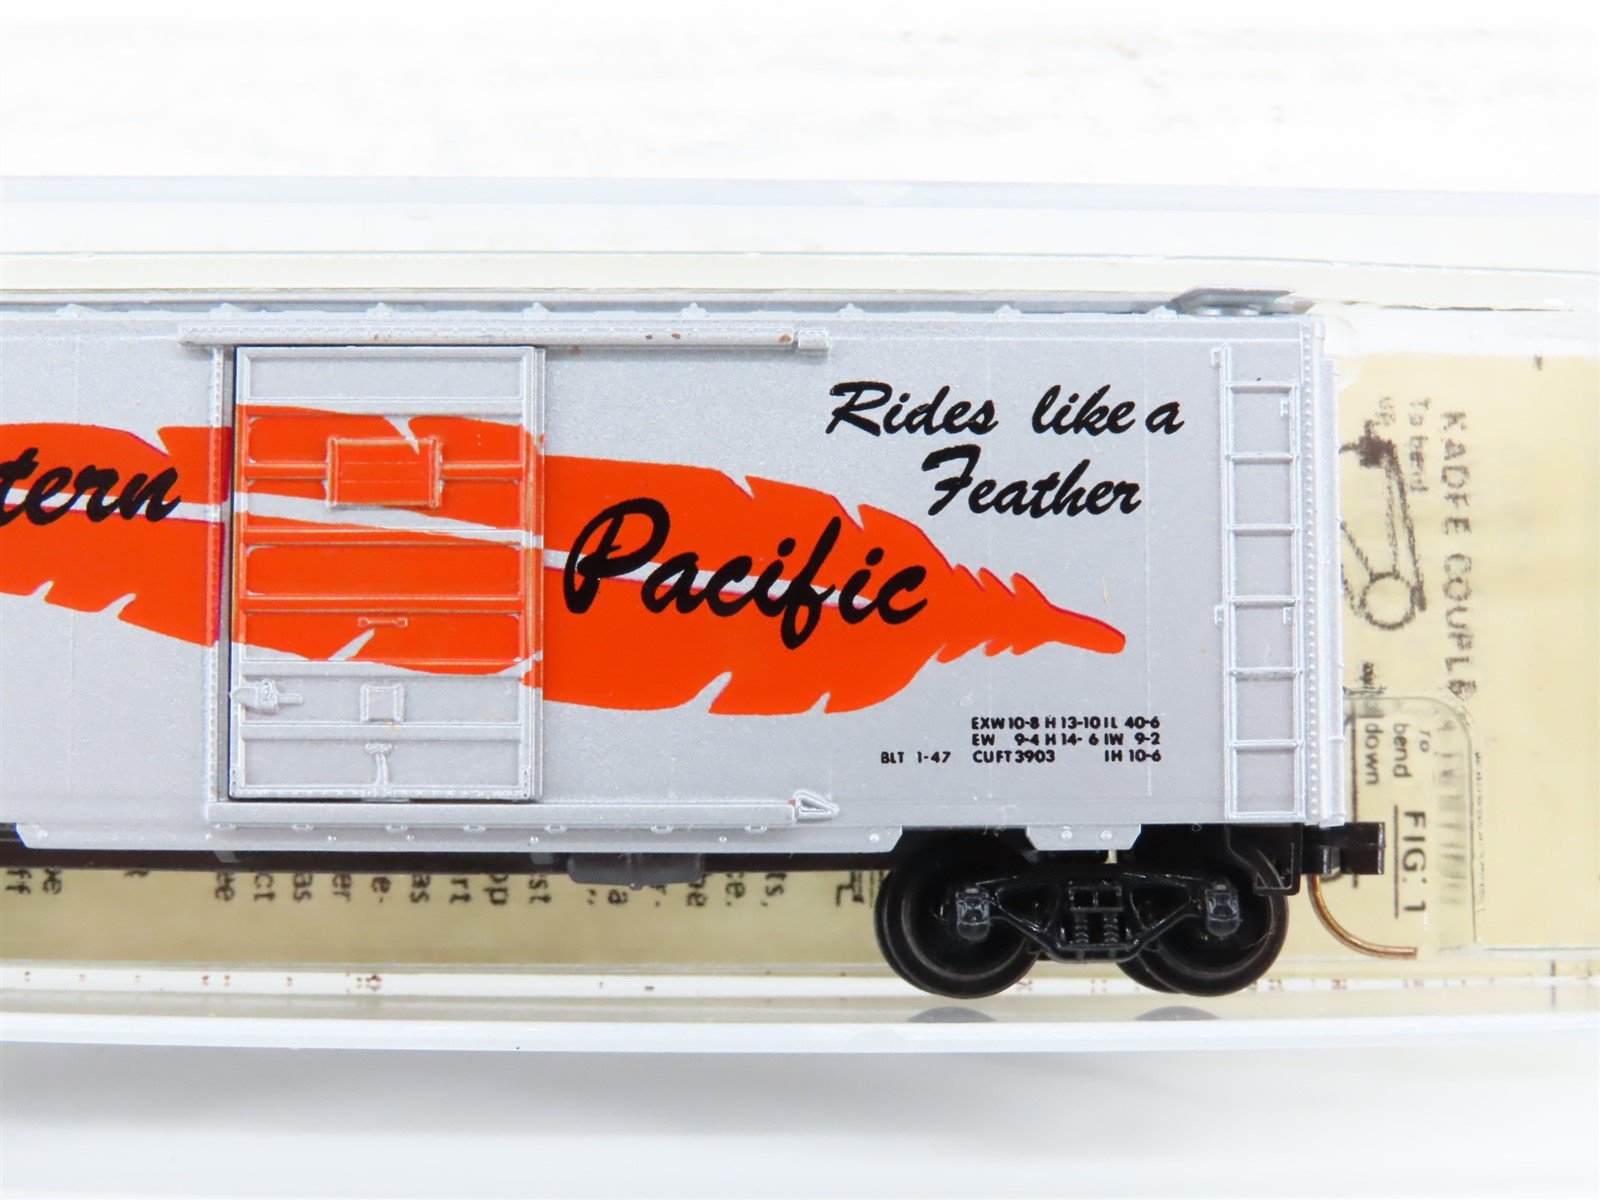 Rides like a
Feather
tern Pacific
EXW 10-8 H 13-10 IL 40-6
EW 9-4 H 14-6 IW 9-2
BLT 1-47 CUFT 3903 IH 10-6
KADEE COUPLE
To bend
up
To
bend
down
FIG. 1